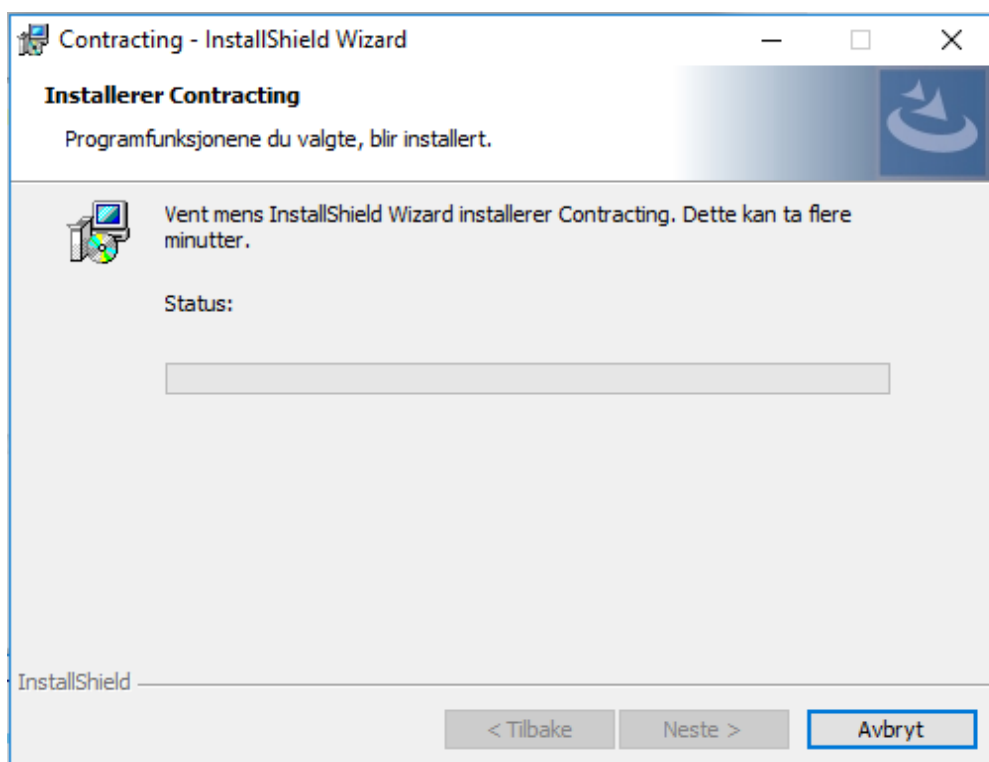 Contracting - InstallShield Wizard
Installerer Contracting
Programfunksjonene du valgte, blir installert.
Vent mens InstallShield Wizard installerer Contracting. Dette kan ta flere
minutter.
Status:
InstallShield
< Tilbake
Neste >
Avbryt